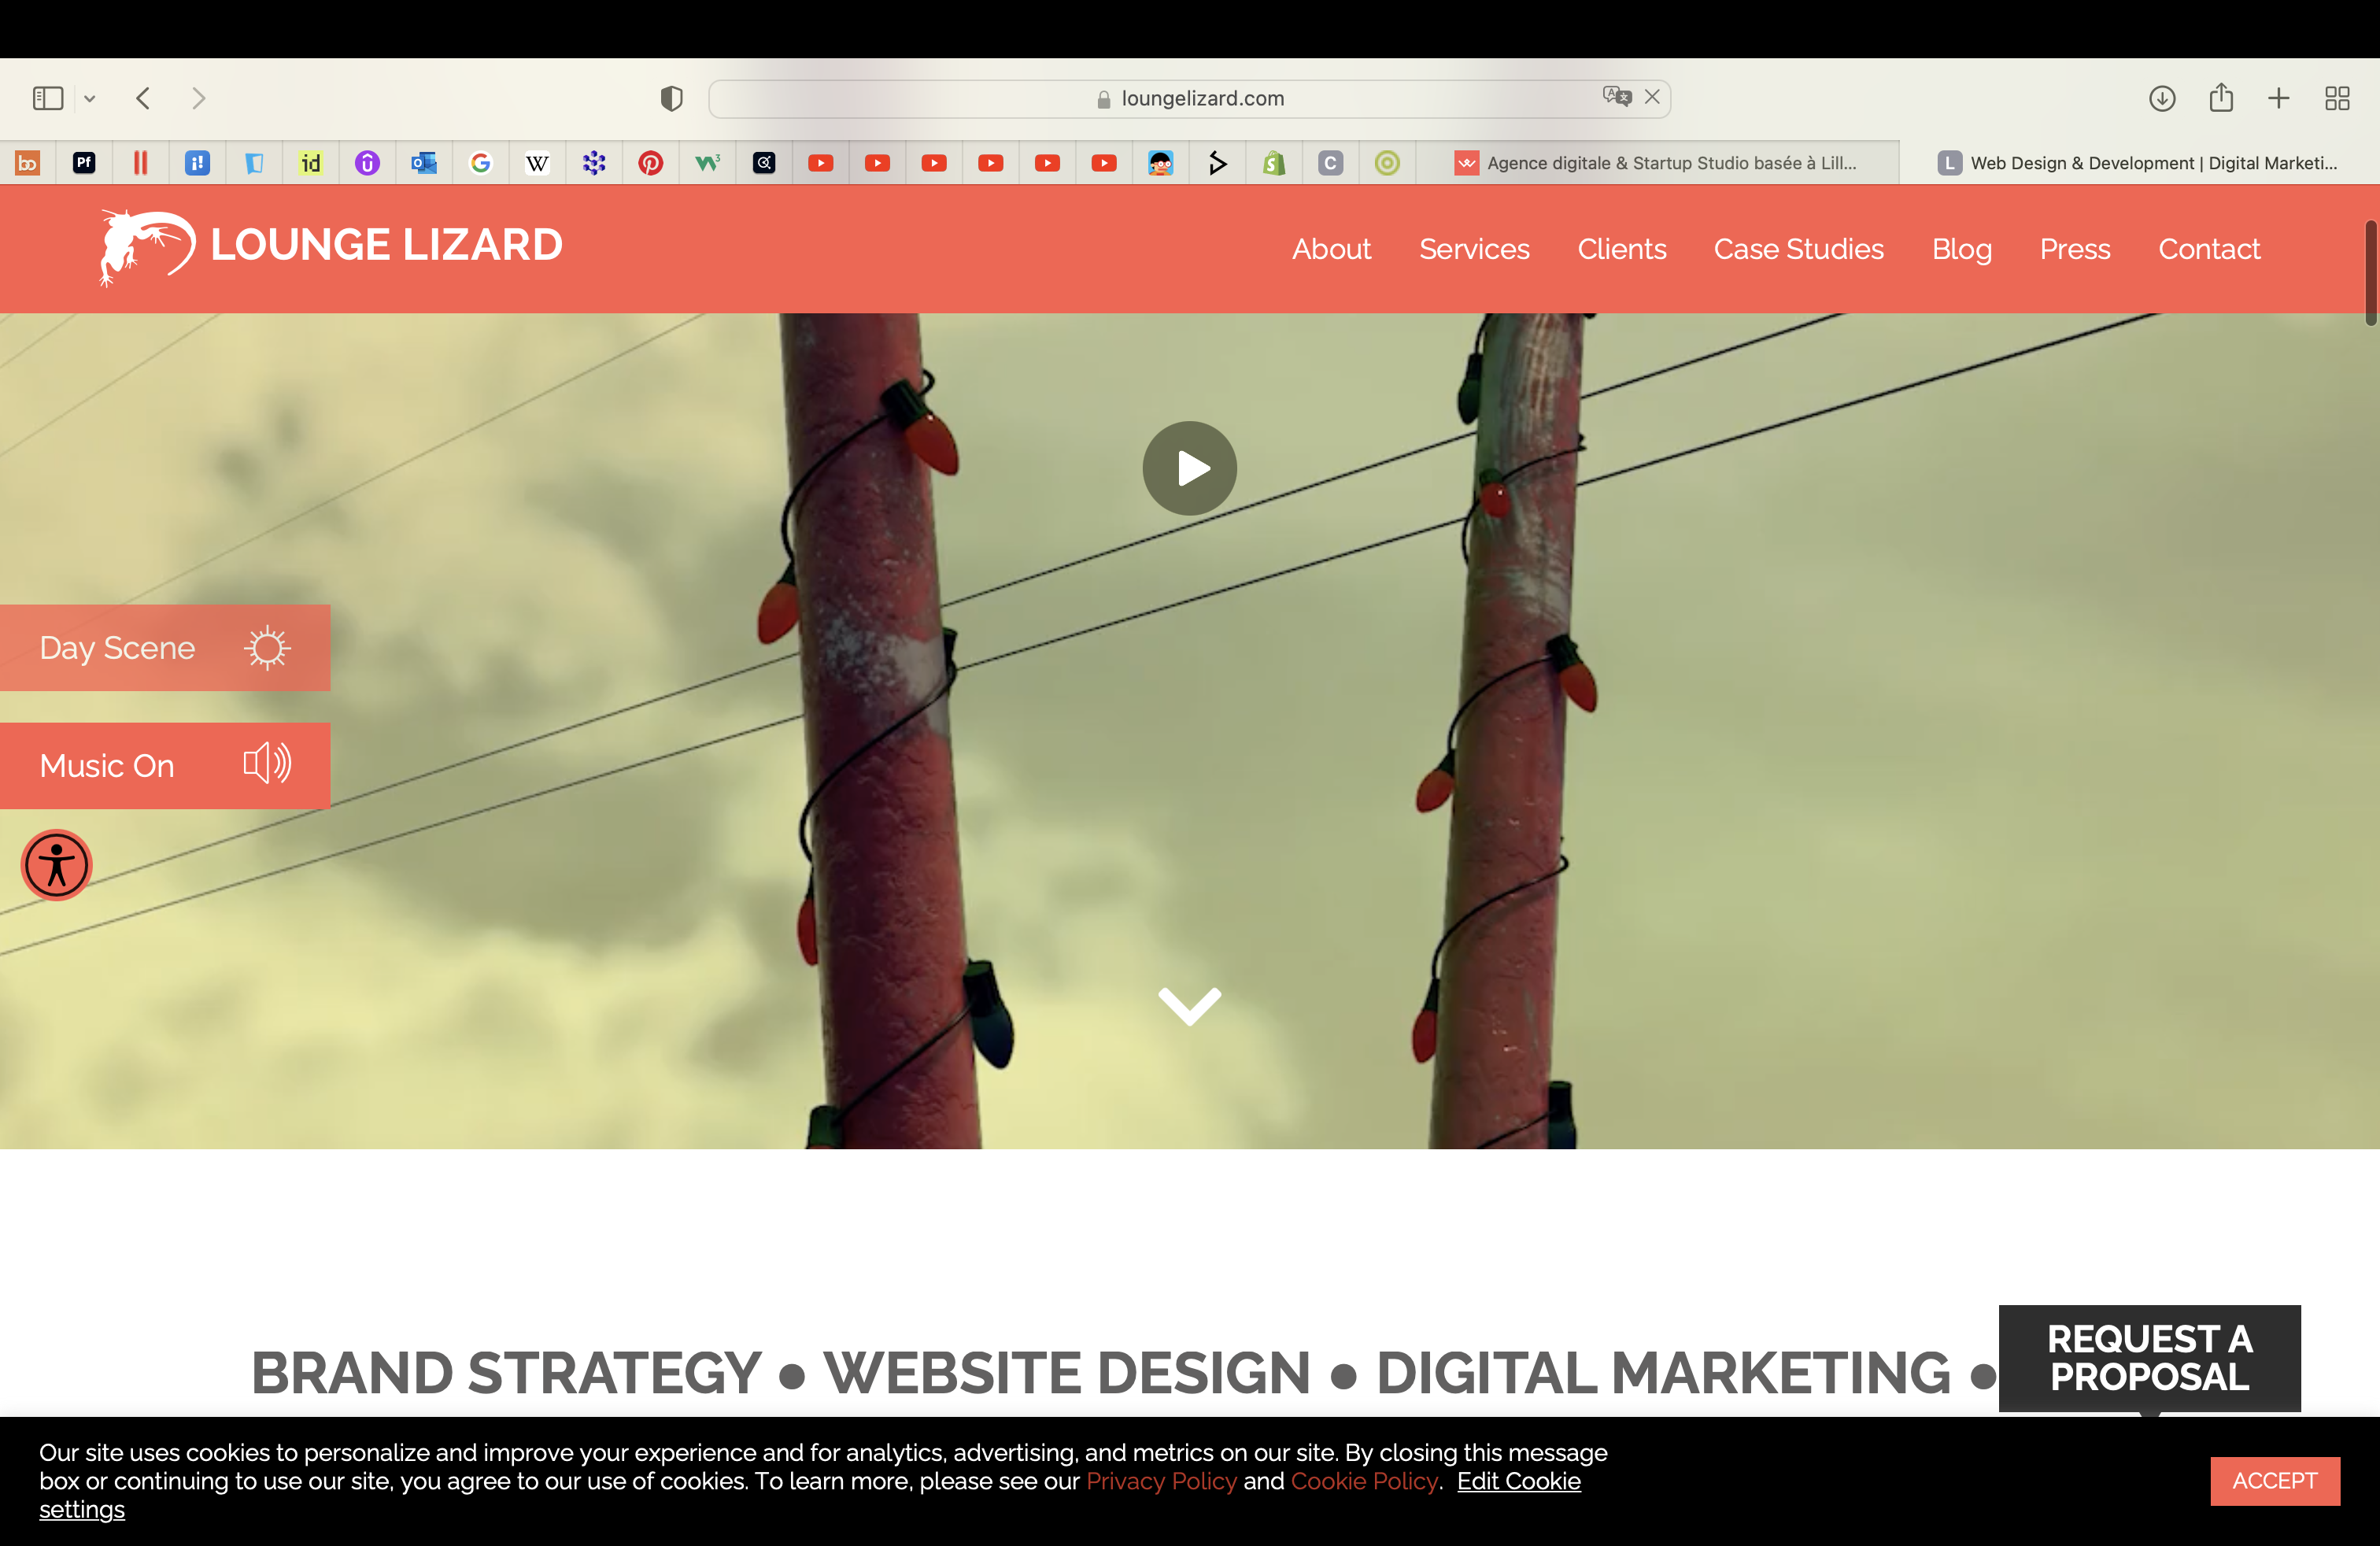 loungelizard.com
Agence digitale & Startup Studio basée à Lill...
Web Design & Development | Digital Marketi...
LOUNGE LIZARD
About Services Clients Case Studies Blog Press Contact
Day Scene
Music On
BRAND STRATEGY ● WEBSITE DESIGN ● DIGITAL MARKETING ●
REQUEST A
PROPOSAL
Our site uses cookies to personalize and improve your experience and for analytics, advertising, and metrics on our site. By closing this message
box or continuing to use our site, you agree to our use of cookies. To learn more, please see our Privacy Policy and Cookie Policy. Edit Cookie
settings
ACCEPT